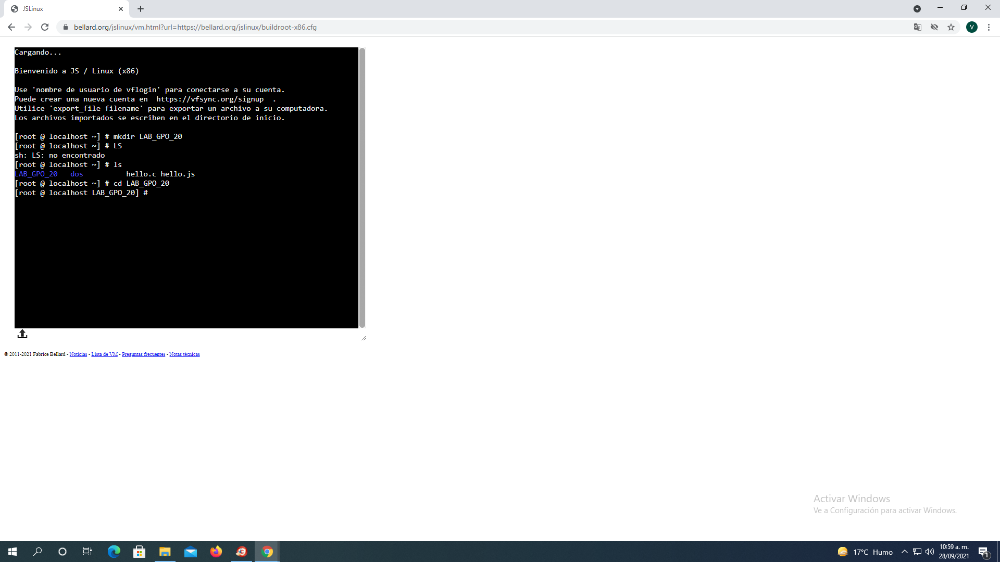 JSLinux
bellard.org/jslinux/vm.html?url=https://bellard.org/jslinux/buildroot-x86.cfg
V
Cargando...
Bienvenido a JS / Linux (x86)
Use 'nombre de usuario de vflogin' para conectarse a su cuenta.
Puede crear una nueva cuenta en  https://vfsync.org/signup  .
Utilice 'export_file filename' para exportar un archivo a su computadora.
Los archivos importados se escriben en el directorio de inicio.
[root @ localhost ~] # mkdir LAB_GPO_20
[root @ localhost ~] # LS
sh: LS: no encontrado
[root @ localhost ~] # ls
LAB_GPO_20   dos          hello.c hello.js
[root @ localhost ~] # cd LAB_GPO_20
[root @ localhost LAB_GPO_20] #
© 2011-2021 Fabrice Bellard - Noticias - Lista de VM - Preguntas frecuentes - Notas técnicas
Activar Windows
Ve a Configuración para activar Windows.
17°C Humo
10:59 a. m.
28/09/2021
1